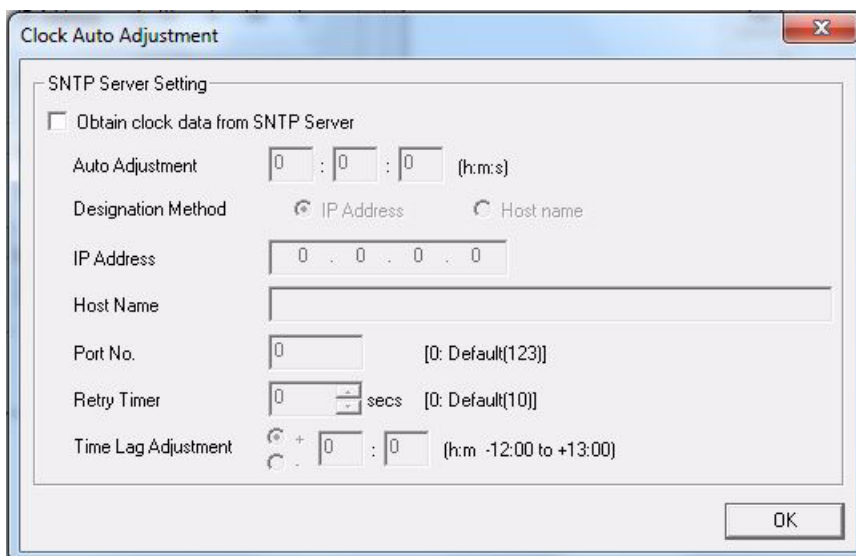 Clock Auto Adjustment
SNTP Server Setting
Obtain clock data from SNTP Server
Auto Adjustment 0 : 0 : 0 (h:m:s)
Designation Method IP Address Host name
IP Address 0 . 0 . 0 . 0
Host Name
Port No. 0 [0: Default(123)]
Retry Timer 0 secs [0: Default(10)]
Time Lag Adjustment + - 0 : 0 (h:m -12:00 to +13:00)
OK